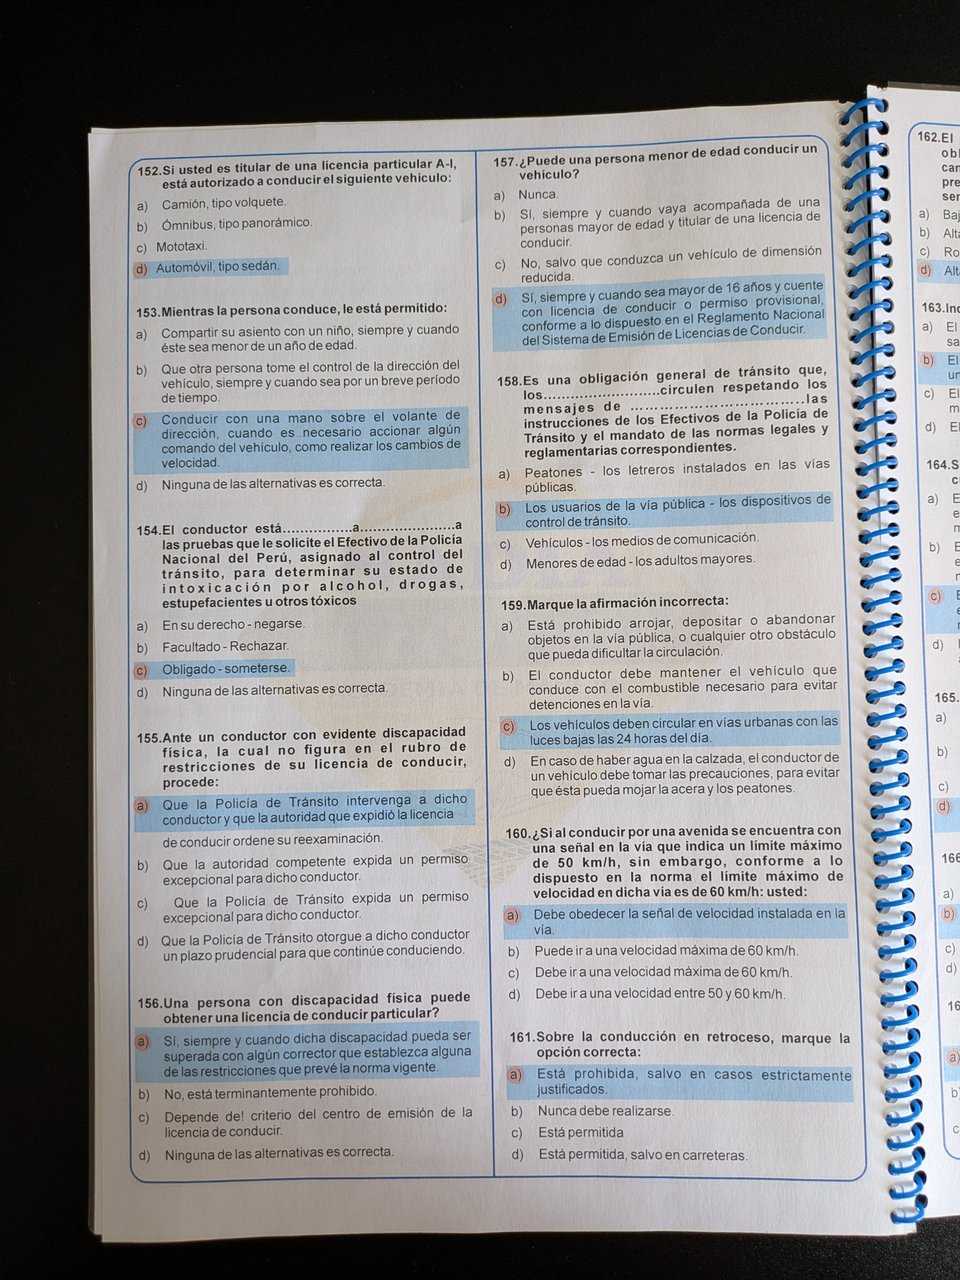 152.Si usted es titular de una licencia particular A-I,
está autorizado a conducir el siguiente vehiculo:
a) Camión, tipo volquete.
b) Ómnibus, tipo panorámico.
c) Mototaxi.
d) Automóvil, tipo sedán.
153.Mientras la persona conduce, le está permitido:
a) Compartir su asiento con un niño, siempre y cuando
éste sea menor de un año de edad.
b) Que otra persona tome el control de la dirección del
vehículo, siempre y cuando sea por un breve período
de tiempo.
c) Conducir con una mano sobre el volante de
dirección, cuando es necesario accionar algún
comando del vehículo, como realizar los cambios de
velocidad.
d) Ninguna de las alternativas es correcta.
154.El conductor está...............a.....................a
las pruebas que le solicite el Efectivo de la Policía
Nacional del Perú, asignado al control del
tránsito, para determinar su estado de
intoxicación por alcohol, drogas,
estupefacientes u otros tóxicos
a) En su derecho - negarse.
b) Facultado - Rechazar.
c) Obligado - someterse.
d) Ninguna de las alternativas es correcta.
155.Ante un conductor con evidente discapacidad
física, la cual no figura en el rubro de
restricciones de su licencia de conducir,
procede:
a) Que la Policía de Tránsito intervenga a dicho
conductor y que la autoridad que expidió la licencia
de conducir ordene su reexaminación.
b) Que la autoridad competente expida un permiso
excepcional para dicho conductor.
c) Que la Policía de Tránsito expida un permiso
excepcional para dicho conductor.
d) Que la Policía de Tránsito otorgue a dicho conductor
un plazo prudencial para que continúe conduciendo.
156.Una persona con discapacidad física puede
obtener una licencia de conducir particular?
a) Sí, siempre y cuando dicha discapacidad pueda ser
superada con algún corrector que establezca alguna
de las restricciones que prevé la norma vigente.
b) No, está terminantemente prohibido.
c) Depende de! criterio del centro de emisión de la
licencia de conducir.
d) Ninguna de las alternativas es correcta.
157.¿Puede una persona menor de edad conducir un
vehículo?
a) Nunca.
b) Sí, siempre y cuando vaya acompañada de una
personas mayor de edad y titular de una licencia de
conducir.
c) No, salvo que conduzca un vehículo de dimensión
reducida.
d) Sí, siempre y cuando sea mayor de 16 años y cuente
con licencia de conducir o permiso provisional,
conforme a lo dispuesto en el Reglamento Nacional
del Sistema de Emisión de Licencias de Conducir.
158.Es una obligación general de tránsito que,
los........................circulen respetando los
mensajes de ..................................las
instrucciones de los Efectivos de la Policía de
Tránsito y el mandato de las normas legales y
reglamentarias correspondientes.
a) Peatones - los letreros instalados en las vías
públicas.
b) Los usuarios de la vía pública - los dispositivos de
control de tránsito.
c) Vehículos - los medios de comunicación.
d) Menores de edad - los adultos mayores.
159.Marque la afirmación incorrecta:
a) Está prohibido arrojar, depositar o abandonar
objetos en la vía pública, o cualquier otro obstáculo
que pueda dificultar la circulación.
b) El conductor debe mantener el vehículo que
conduce con el combustible necesario para evitar
detenciones en la vía.
c) Los vehículos deben circular en vías urbanas con las
luces bajas las 24 horas del día.
d) En caso de haber agua en la calzada, el conductor de
un vehículo debe tomar las precauciones, para evitar
que ésta pueda mojar la acera y los peatones.
160.¿Si al conducir por una avenida se encuentra con
una señal en la vía que indica un límite máximo
de 50 km/h, sin embargo, conforme a lo
dispuesto en la norma el límite máximo de
velocidad en dicha via es de 60 km/h: usted:
a) Debe obedecer la señal de velocidad instalada en la
vía.
b) Puede ir a una velocidad máxima de 60 km/h.
c) Debe ir a una velocidad máxima de 60 km/h.
d) Debe ir a una velocidad entre 50 y 60 km/h.
161.Sobre la conducción en retroceso, marque la
opción correcta:
a) Está prohibida, salvo en casos estrictamente
justificados.
b) Nunca debe realizarse.
c) Está permitida
d) Está permitida, salvo en carreteras.
162.El
a)
b)
c)
d)
163.
a) El
b) El
c) El
d) El
164.
a)
b)
c)
d)
165.
a)
b)
c)
d)
166
a)
b)
c)
d)
16
a)
b)
c